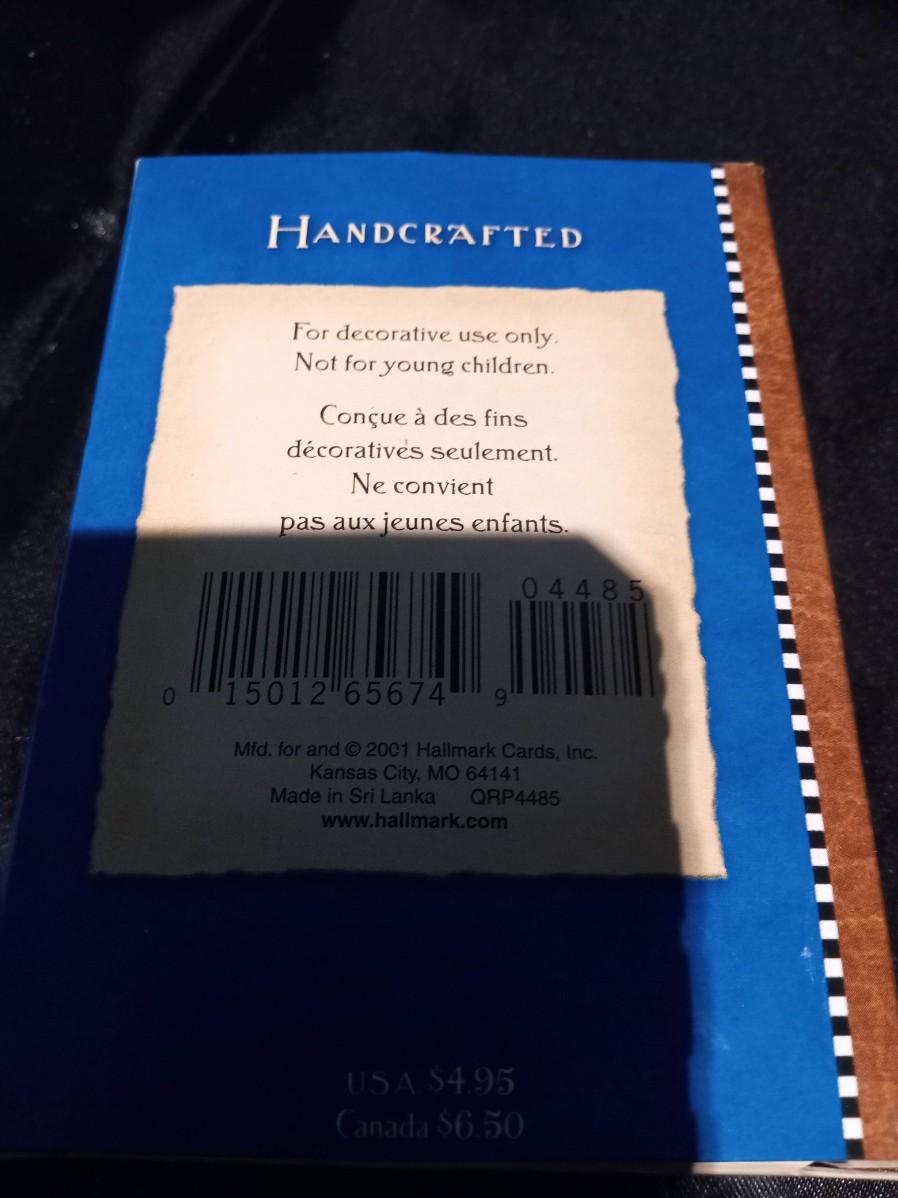 HANDCRAFTED
For decorative use only.
Not for young children.
Conçue à des fins
décoratives seulement.
Ne convient
pas aux jeunes enfants.
04485
0 15012 65674 9
Mfd. for and © 2001 Hallmark Cards, Inc.
Kansas City, MO 64141
Made in Sri Lanka QRP4485
www.hallmark.com
USA $4.95
Canada $6.50